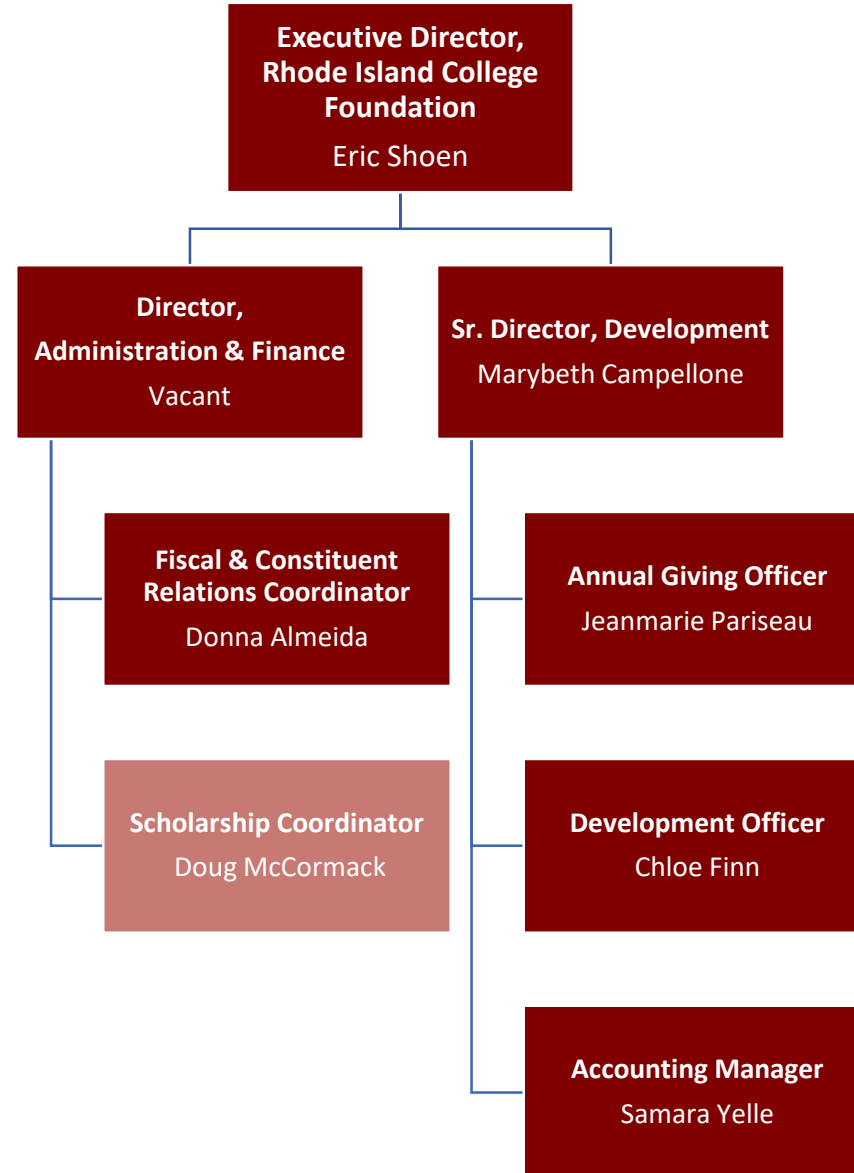 Executive Director,
Rhode Island College
Foundation
Eric Shoen
Director,
Administration & Finance
Vacant
Sr. Director, Development
Marybeth Campellone
Fiscal & Constituent
Relations Coordinator
Donna Almeida
Annual Giving Officer
Jeanmarie Pariseau
Scholarship Coordinator
Doug McCormack
Development Officer
Chloe Finn
Accounting Manager
Samara Yelle